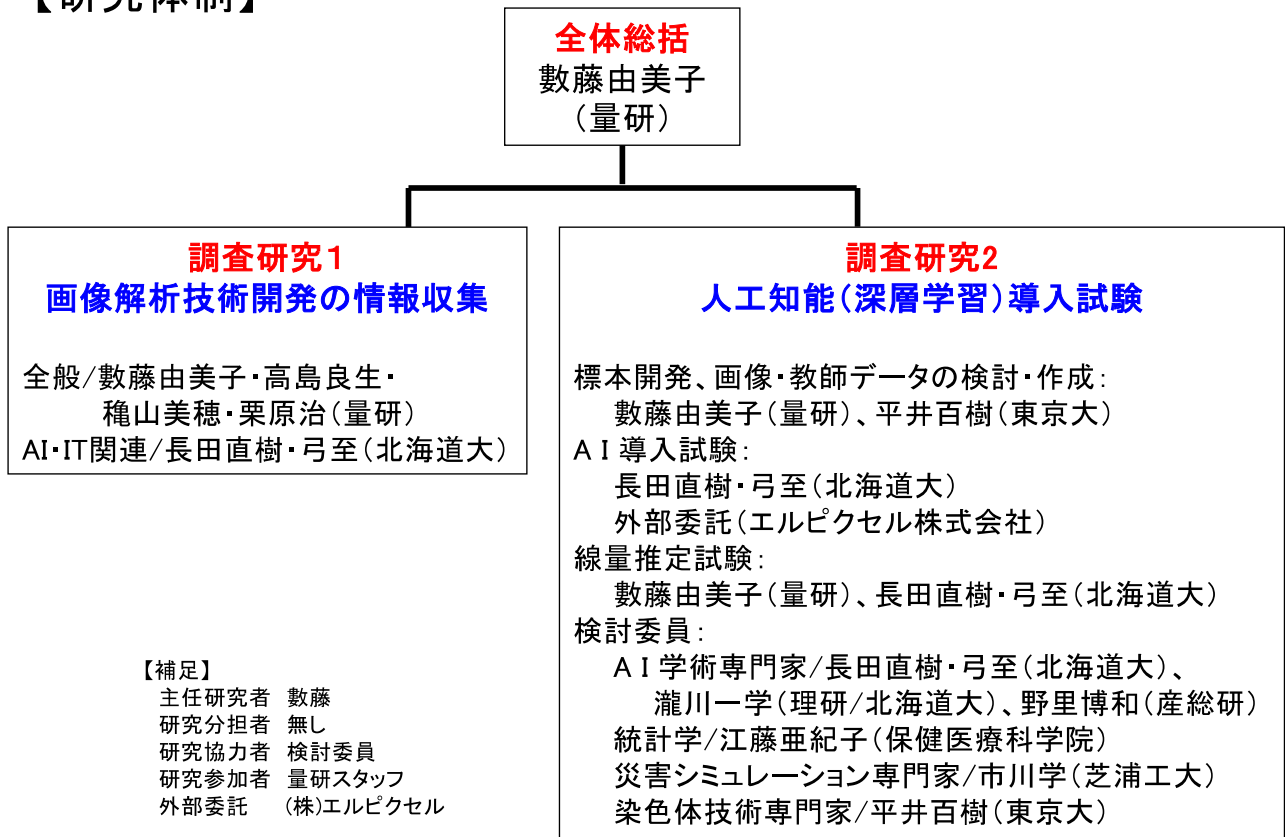 【研究体制】
全体総括
數藤由美子
(量研)
調査研究1
画像解析技術開発の情報収集
全般/數藤由美子・高島良生・
穐山美穂・栗原治(量研)
AI・IT関連/長田直樹・弓至(北海道大)
【補足】
主任研究者 數藤
研究分担者 無し
研究協力者 検討委員
研究参加者 量研スタッフ
外部委託 (株)エルピクセル
調査研究2
人工知能(深層学習)導入試験
標本開発、画像・教師データの検討・作成:
數藤由美子(量研)、平井百樹(東京大)
AI導入試験:
長田直樹・弓至(北海道大)
外部委託(エルピクセル株式会社)
線量推定試験:
數藤由美子(量研)、長田直樹・弓至(北海道大)
検討委員:
AI学術専門家/長田直樹・弓至(北海道大)、
瀧川一学(理研/北海道大)、野里博和(産総研)
統計学/江藤亜紀子(保健医療科学院)
災害シミュレーション専門家/市川学(芝浦工大)
染色体技術専門家/平井百樹(東京大)